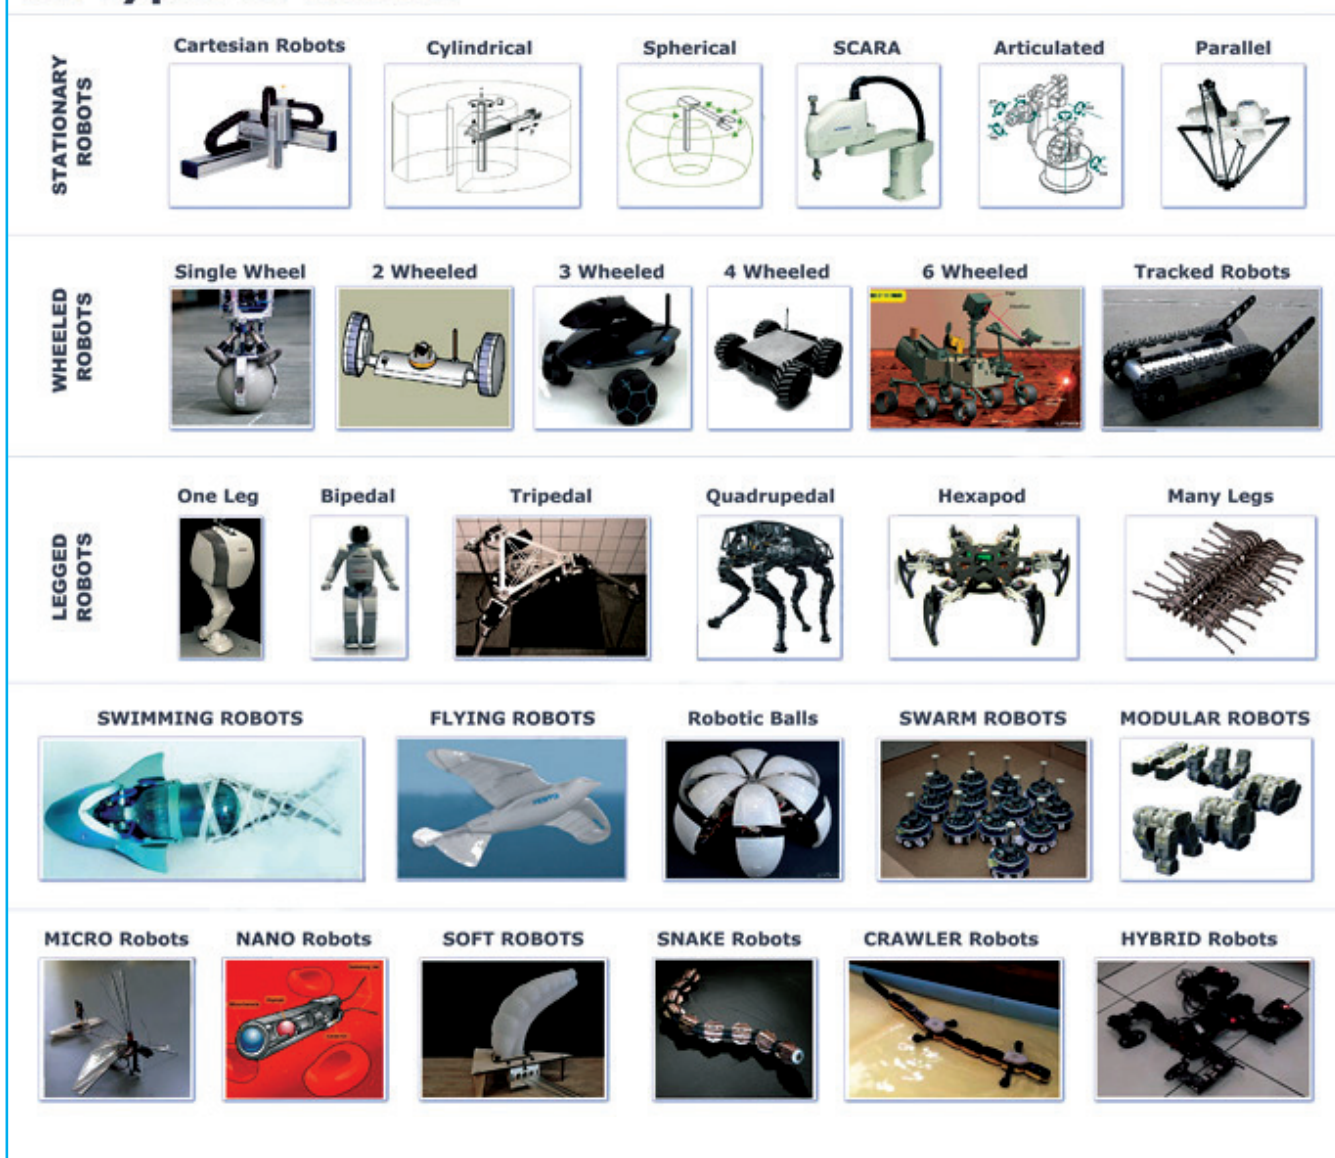 STATIONARY
ROBOTS
Cartesian Robots
Cylindrical
Spherical
SCARA
Articulated
Parallel
WHEELED
ROBOTS
Single Wheel
2 Wheeled
3 Wheeled
4 Wheeled
6 Wheeled
Tracked Robots
LEGGED
ROBOTS
One Leg
Bipedal
Tripedal
Quadrupedal
Hexapod
Many Legs
SWIMMING ROBOTS
FLYING ROBOTS
Robotic Balls
SWARM ROBOTS
MODULAR ROBOTS
FESTO
MICRO Robots
NANO Robots
SOFT ROBOTS
SNAKE Robots
CRAWLER Robots
HYBRID Robots